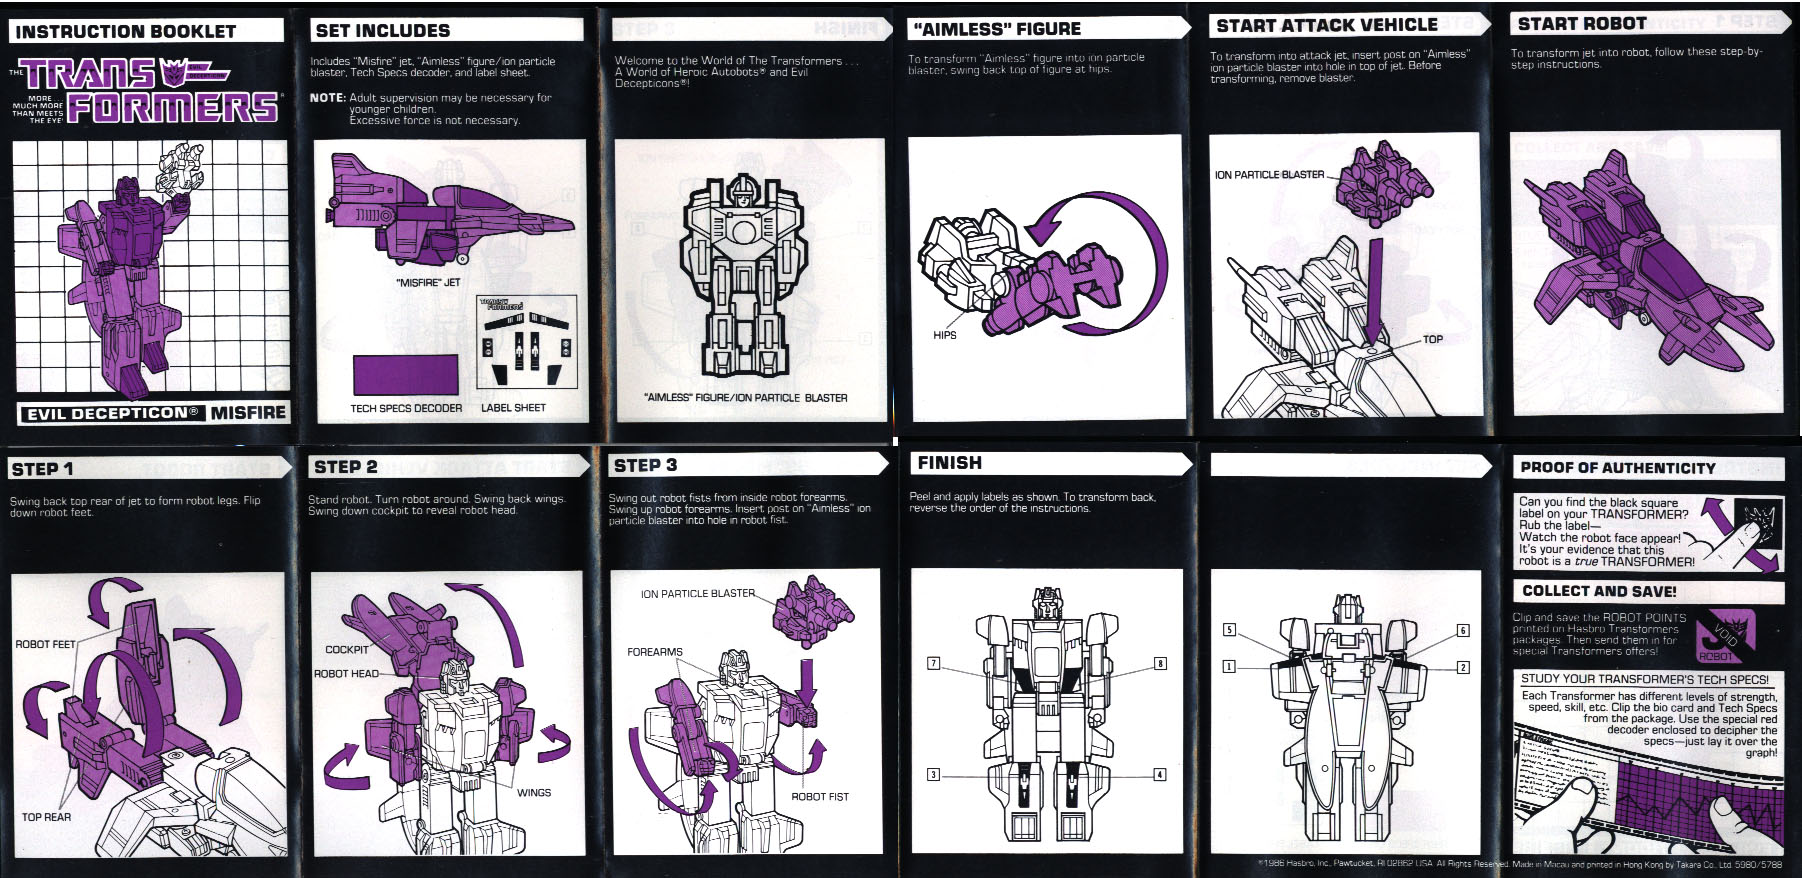 INSTRUCTION BOOKLET
THE
TRANS
EVIL
DECEPTICON
MORE...
MUCH MORE
THAN MEETS
THE EYE!
FORMERS®
EVIL DECEPTICON® MISFIRE
SET INCLUDES
Includes "Misfire" jet, "Aimless" figure/ion particle
blaster, Tech Specs decoder, and label sheet.
NOTE: Adult supervision may be necessary for
younger children.
Excessive force is not necessary.
"MISFIRE" JET
TRANS
FORMERS
TECH SPECS DECODER
LABEL SHEET
Welcome to the World of The Transformers . . .
A World of Heroic Autobots® and Evil
Decepticons®!
"AIMLESS" FIGURE/ION PARTICLE BLASTER
"AIMLESS" FIGURE
To transform "Aimless" figure into ion particle
blaster, swing back top of figure at hips.
HIPS
START ATTACK VEHICLE
To transform into attack jet, insert post on "Aimless"
ion particle blaster into hole in top of jet. Before
transforming, remove blaster.
ION PARTICLE BLASTER
TOP
START ROBOT
To transform jet into robot, follow these step-by-
step instructions.
STEP 1
Swing back top rear of jet to form robot legs. Flip
down robot feet.
ROBOT FEET
TOP REAR
STEP 2
Stand robot. Turn robot around. Swing back wings.
Swing down cockpit to reveal robot head.
COCKPIT
ROBOT HEAD
WINGS
STEP 3
Swing out robot fists from inside robot forearms.
Swing up robot forearms. Insert post on "Aimless" ion
particle blaster into hole in robot fist.
ION PARTICLE BLASTER
FOREARMS
ROBOT FIST
FINISH
Peel and apply labels as shown. To transform back,
reverse the order of the instructions.
7
8
3
4
5
6
1
2
PROOF OF AUTHENTICITY
Can you find the black square
label on your TRANSFORMER?
Rub the label—
Watch the robot face appear!
It's your evidence that this
robot is a true TRANSFORMER!
COLLECT AND SAVE!
Clip and save the ROBOT POINTS
printed on Hasbro Transformers
packages. Then send them in for
special Transformers offers!
VOID
ROBOT
STUDY YOUR TRANSFORMER'S TECH SPECS!
Each Transformer has different levels of strength,
speed, skill, etc. Clip the bio card and Tech Specs
from the package. Use the special red
decoder enclosed to decipher the
specs—just lay it over the
graph!
©1986 Hasbro, Inc., Pawtucket, RI 02862 USA. All Rights Reserved. Made in Macau and printed in Hong Kong by Takara Co., Ltd. 5980/5788